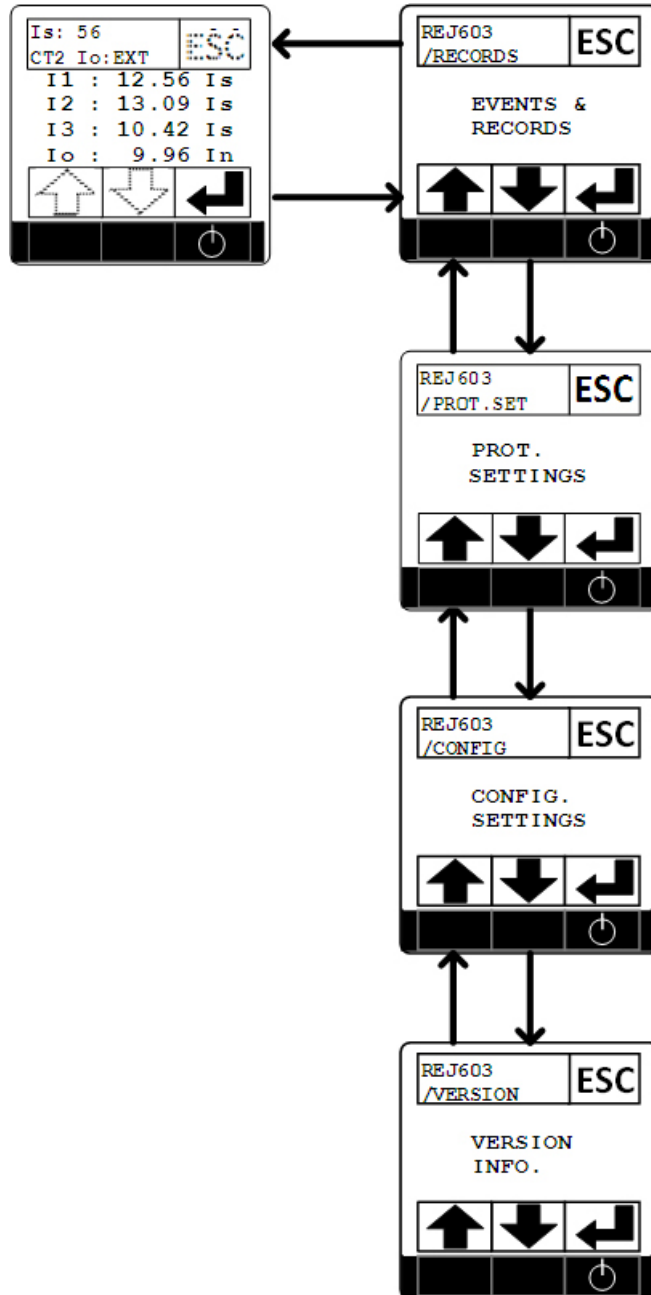 Is: 56
CT2 Io:EXT
ESC
I1 : 12.56 Is
I2 : 13.09 Is
I3 : 10.42 Is
Io : 9.96 In
REJ603
/RECORDS
ESC
EVENTS &
RECORDS
REJ603
/PROT.SET
ESC
PROT.
SETTINGS
REJ603
/CONFIG
ESC
CONFIG.
SETTINGS
REJ603
/VERSION
ESC
VERSION
INFO.